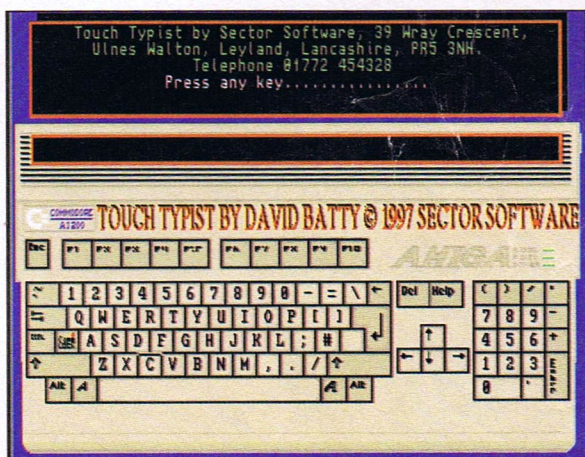 Touch Typist by Sector Software, 39 Wray Crescent,
Ulnes Walton, Leyland, Lancashire, PR5 3NH.
Telephone 01772 454328
Press any key.................
COMMODORE
A1200
TOUCH TYPIST BY DAVID BATTY © 1997 SECTOR SOFTWARE
AMIGA
Esc F1 F2 F3 F4 F5 F6 F7 F8 F9 F10
1 2 3 4 5 6 7 8 9 0 - = \ ← Del Help ( ) / *
Q W E R T Y U I O P [ ] 7 8 9 -
A S D F G H J K L ; # ↑ 4 5 6 +
↑ Z X C V B N M , . / ↑ ← ↓ → 1 2 3 Enter
Alt A A Alt 0 .